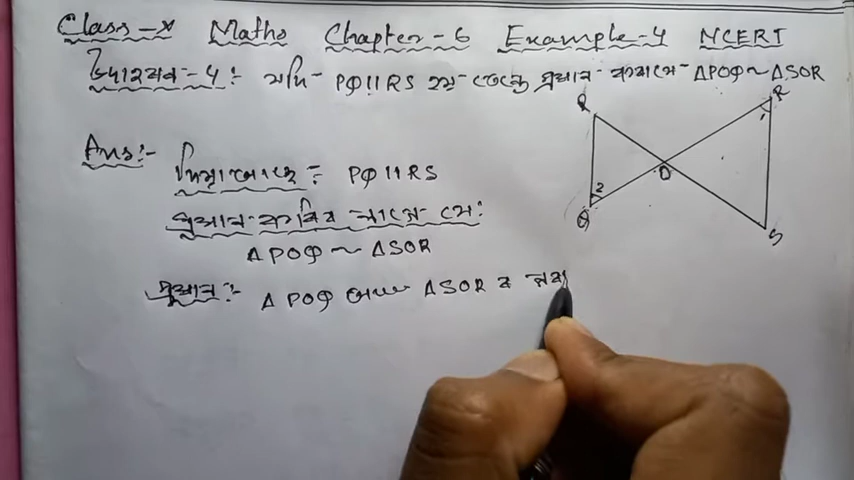 Class-X Maths Chapter-6 Example-4 NCERT
উদাহৰণ-4:- যদি- PQ||RS হয়- তেন্তে প্ৰমাণ- কৰা যে- ΔPOQ ~ ΔSOR
P
R
1
Ans:-
দিয়া আছে:- PQ||RS
O
2
Q
S
প্ৰমাণ-কৰিব লাগে যে:
ΔPOQ ~ ΔSOR
প্ৰমাণ:- ΔPOQ আৰু ΔSOR ৰ